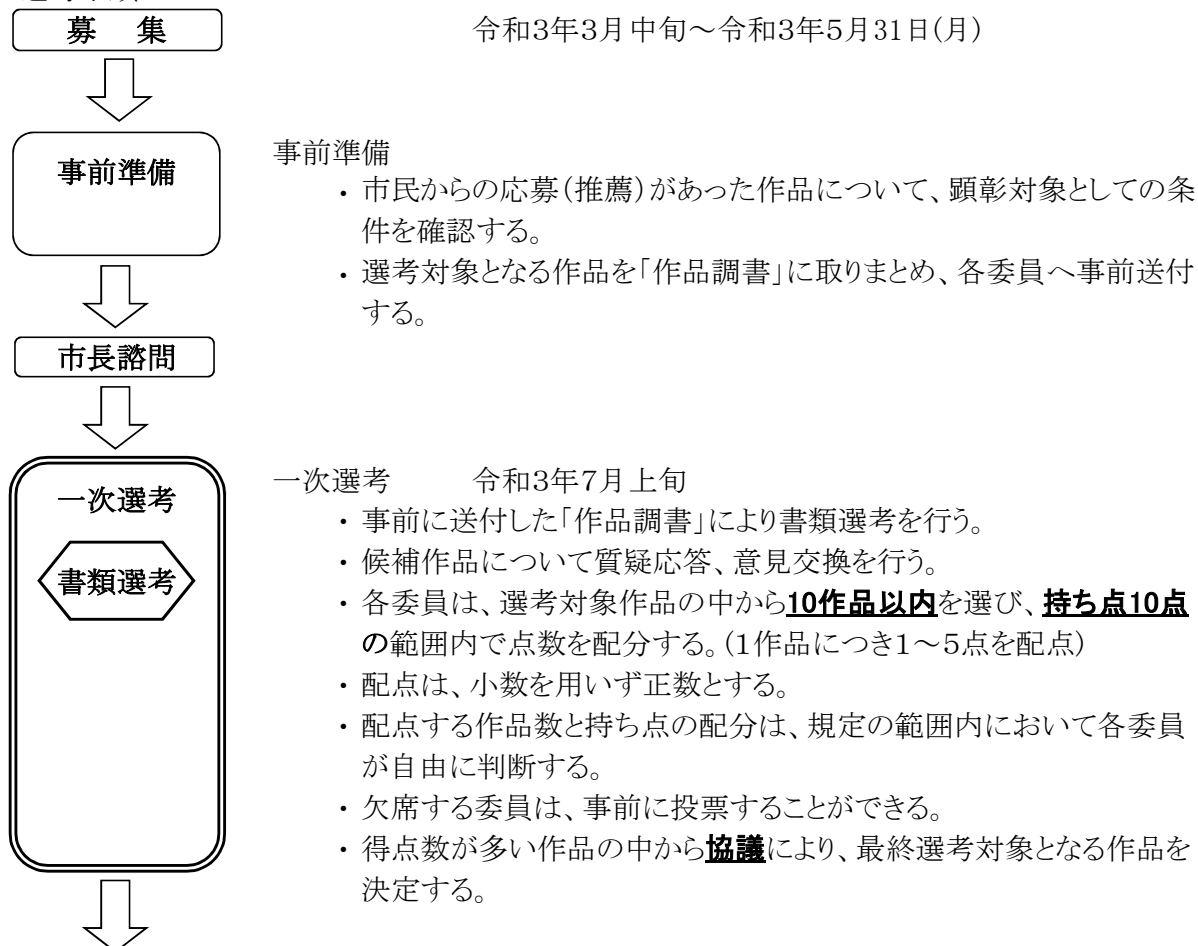 募　集
令和3年3月中旬～令和3年5月31日(月)
事前準備
事前準備
・市民からの応募(推薦)があった作品について、顕彰対象としての条
件を確認する。
・選考対象となる作品を「作品調書」に取りまとめ、各委員へ事前送付
する。
市長諮問
一次選考
書類選考
一次選考　　令和3年7月上旬
・事前に送付した「作品調書」により書類選考を行う。
・候補作品について質疑応答、意見交換を行う。
・各委員は、選考対象作品の中から10作品以内を選び、持ち点10点
の範囲内で点数を配分する。(1作品につき1～5点を配点)
・配点は、小数を用いず正数とする。
・配点する作品数と持ち点の配分は、規定の範囲内において各委員
が自由に判断する。
・欠席する委員は、事前に投票することができる。
・得点数が多い作品の中から協議により、最終選考対象となる作品を
決定する。